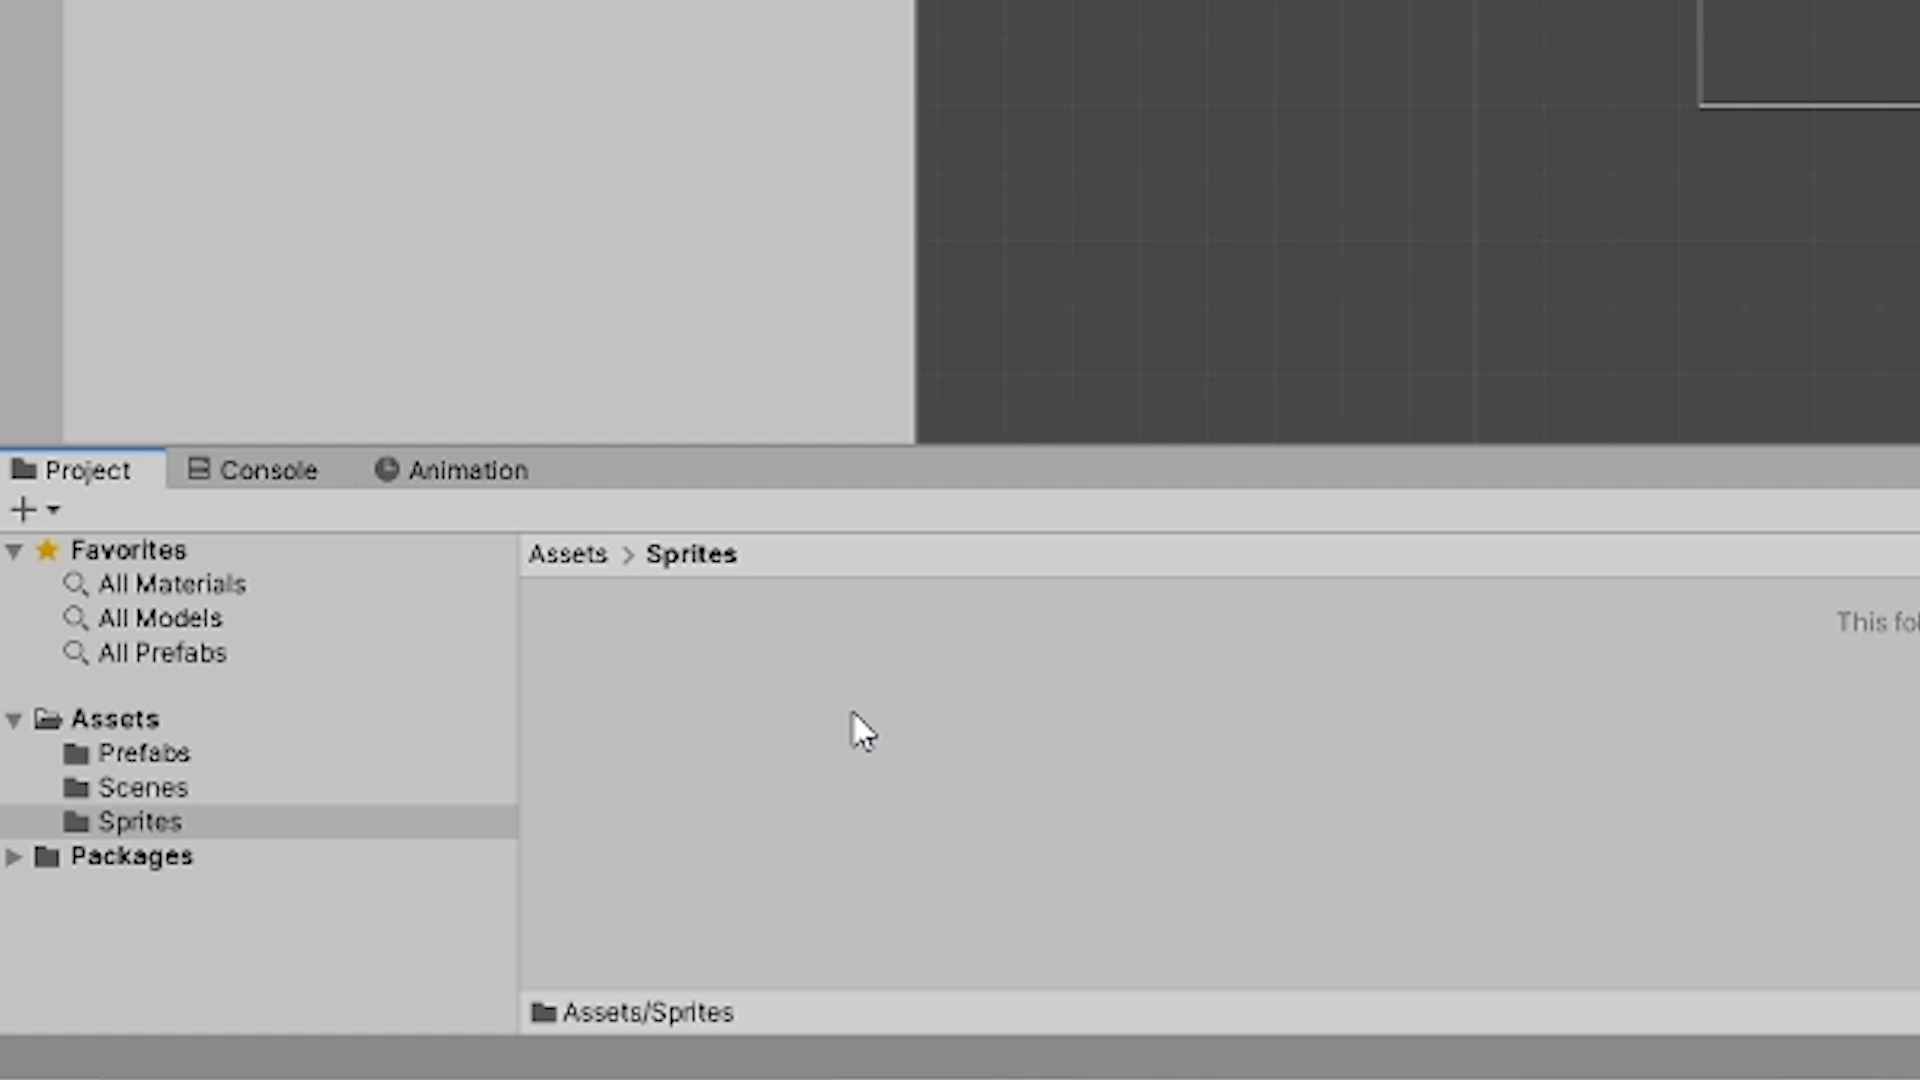 Project Console Animation
Favorites
All Materials
All Models
All Prefabs
Assets
Prefabs
Scenes
Sprites
Packages
Assets > Sprites
This
Assets/Sprites